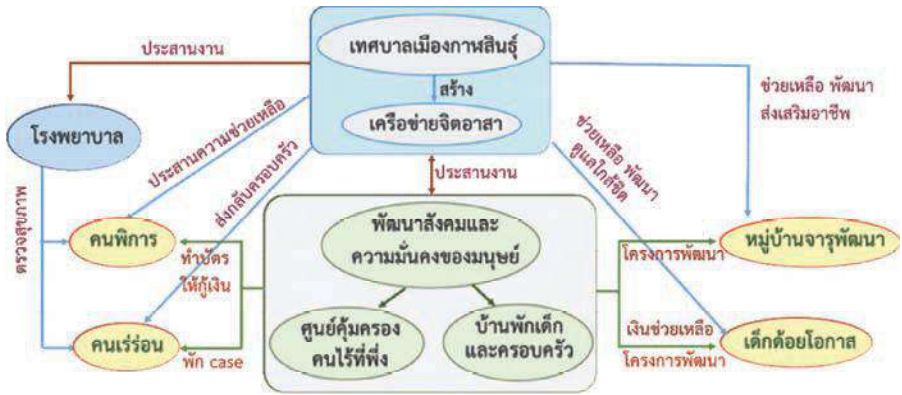 เทศบาลเมืองกาฬสินธุ์
ประสานงาน
สร้าง
ช่วยเหลือ พัฒนา
ส่งเสริมอาชีพ
เครือข่ายจิตอาสา
โรงพยาบาล
ประสานความช่วยเหลือ
ช่วยเหลือ พัฒนา
ดูแลใกล้ชิด
ส่งกลับครอบครัว
ประสานงาน
ตรวจสุขภาพ
คนพิการ
พัฒนาสังคมและ
ความมั่นคงของมนุษย์
หมู่บ้านจารุพัฒนา
ทำบัตร
ให้กู้เงิน
โครงการพัฒนา
ศูนย์คุ้มครอง
คนไร้ที่พึ่ง
บ้านพักเด็ก
และครอบครัว
เงินช่วยเหลือ
คนเร่ร่อน
เด็กด้อยโอกาส
พัก case
โครงการพัฒนา